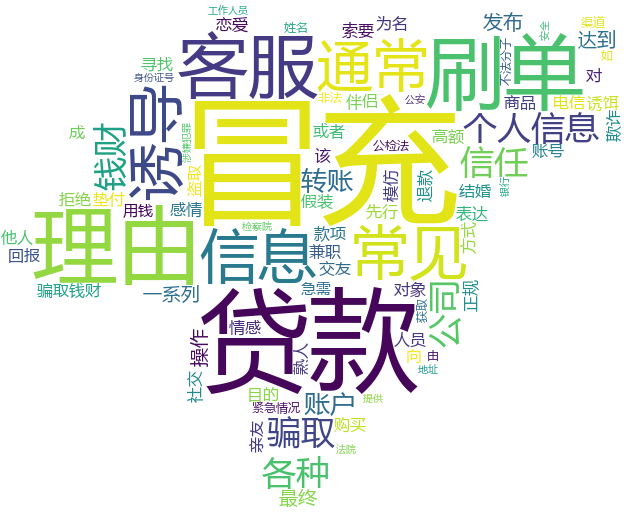 工作人员
恋爱
姓名
索要
为名
发布
安全
渠道
达到
如
寻找
身份证号
客服
通常
刷单
不法分子
对
非法
伴侣
公安
商品
电信
诱饵
成
钱财
涉嫌犯罪
诱导
冒充
或者
公检法
高额
个人信息
欺诈
该
信任
账号
盗取
转账
模仿
退款
结婚
银行
拒绝
垫付
用钱
感情
假装
先行
表达
他人
回报
理由
检察院
信息
款项
兼职
常见
方式
交友
骗取钱财
一系列
急需
对象
正规
获取
公司
贷款
情感
操作
熟人
人员
向
由
地址
社交
目的
紧急情况
账户
提供
亲友
骗取
购买
法院
各种
最终